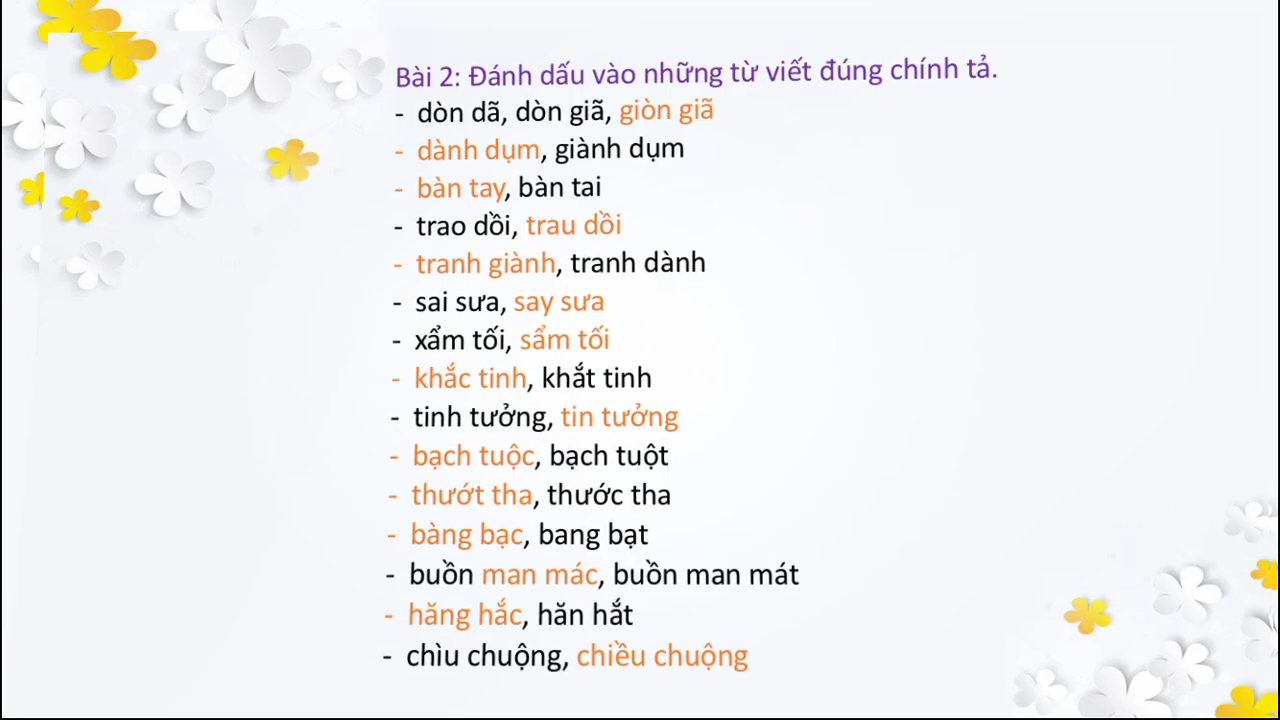 Bài 2: Đánh dấu vào những từ viết đúng chính tả.
- dòn dã, dòn giã, giòn giã
- dành dụm, giành dụm
- bàn tay, bàn tai
- trao dồi, trau dồi
- tranh giành, tranh dành
- sai sưa, say sưa
- xẩm tối, sẩm tối
- khắc tinh, khắt tinh
- tinh tưởng, tin tưởng
- bạch tuộc, bạch tuột
- thướt tha, thước tha
- bàng bạc, bang bạt
- buồn man mác, buồn man mát
- hăng hắc, hăn hắt
- chìu chuộng, chiều chuộng